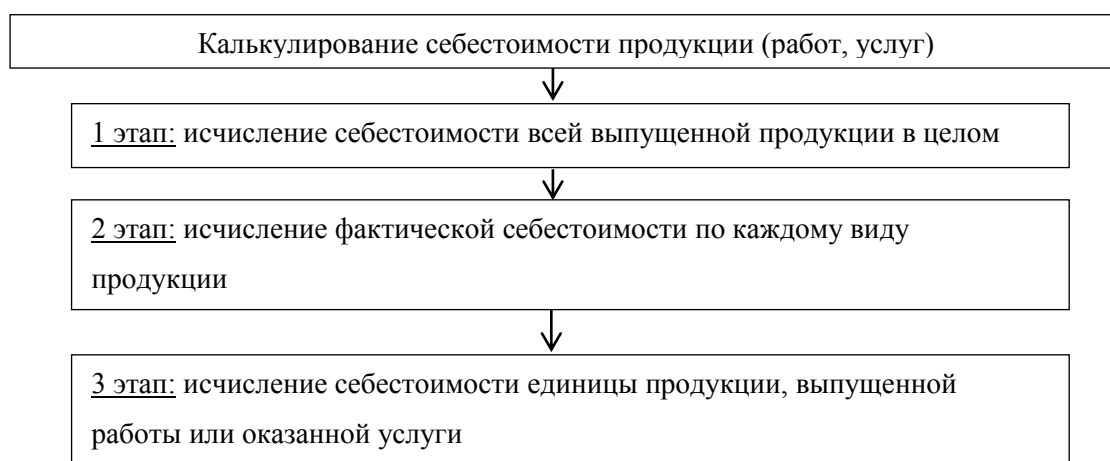 Калькулирование себестоимости продукции (работ, услуг)
1 этап: исчисление себестоимости всей выпущенной продукции в целом
2 этап: исчисление фактической себестоимости по каждому виду
продукции
3 этап: исчисление себестоимости единицы продукции, выпущенной
работы или оказанной услуги